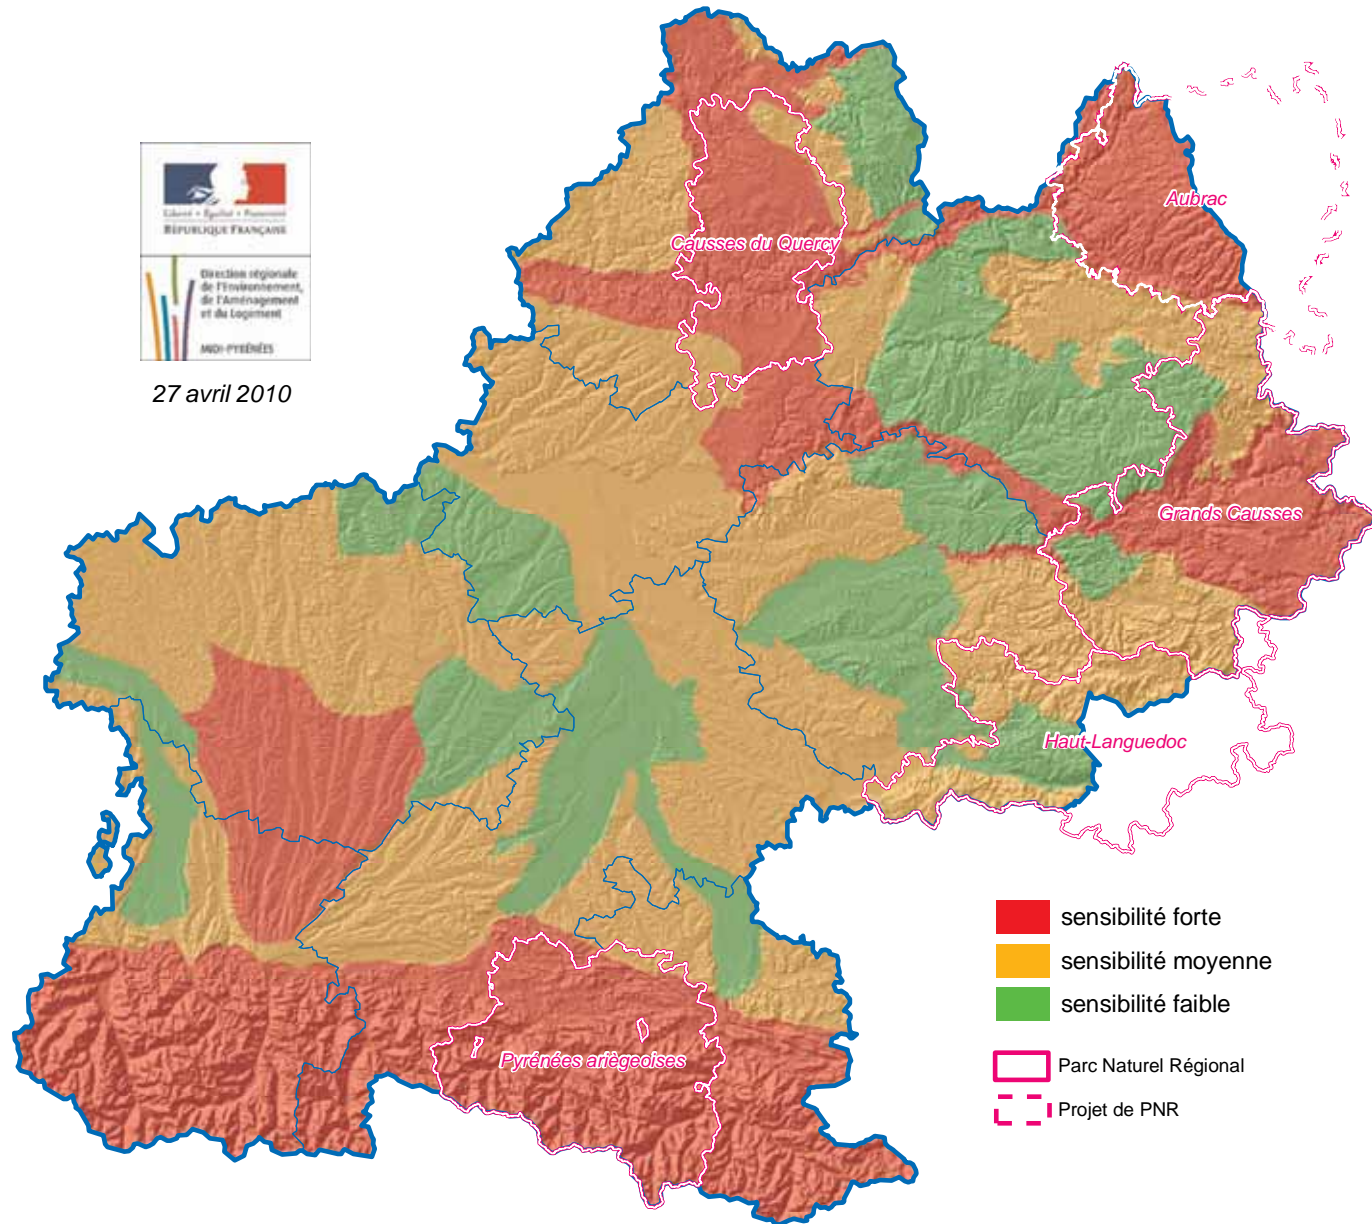 Liberté • Égalité • Fraternité
RÉPUBLIQUE FRANÇAISE
Direction régionale
de l'Environnement,
de l'Aménagement
et du Logement
MIDI-PYRÉNÉES
27 avril 2010
Aubrac
Causses du Quercy
Grands Causses
Haut-Languedoc
Pyrénées ariègeoises
sensibilité forte
sensibilité moyenne
sensibilité faible
Parc Naturel Régional
Projet de PNR